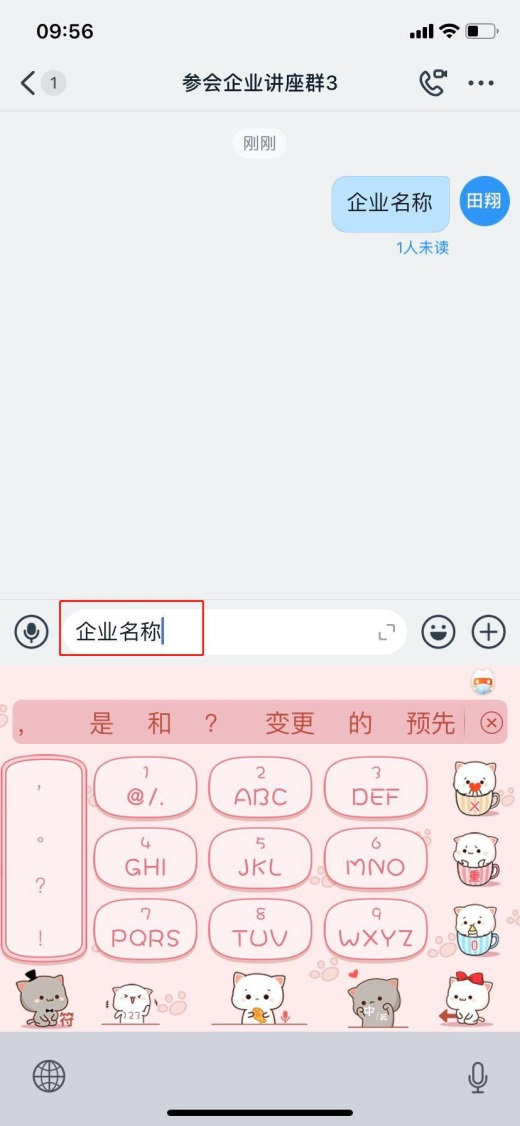 09:56
1
参会企业讲座群3
刚刚
企业名称
田翔
1人未读
企业名称
， 是 和 ？ 变更 的 预先
，
。
？
！
1
@/.
2
ABC
3
DEF
4
GHI
5
JKL
6
MNO
重
7
PQRS
8
TUV
9
WXYZ
0
符
123
中/英